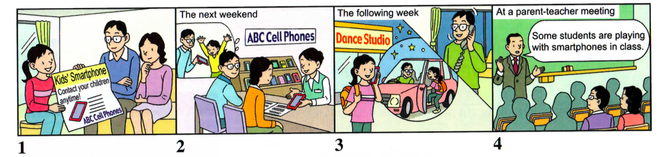 Kids' Smartphone
Contact your children
anytime!
ABC Cell Phones
1
The next weekend
ABC Cell Phones
2
The following week
Dance Studio
3
At a parent-teacher meeting
Some students are playing
with smartphones in class.
4